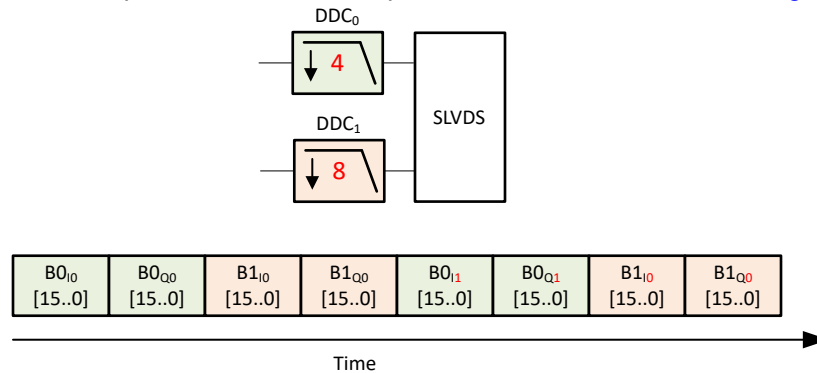 DDC0
4
SLVDS
DDC1
8
B0I0 B0Q0 B1I0 B1Q0 B0I1 B0Q1 B1I0 B1Q0
[15..0] [15..0] [15..0] [15..0] [15..0] [15..0] [15..0] [15..0]
Time